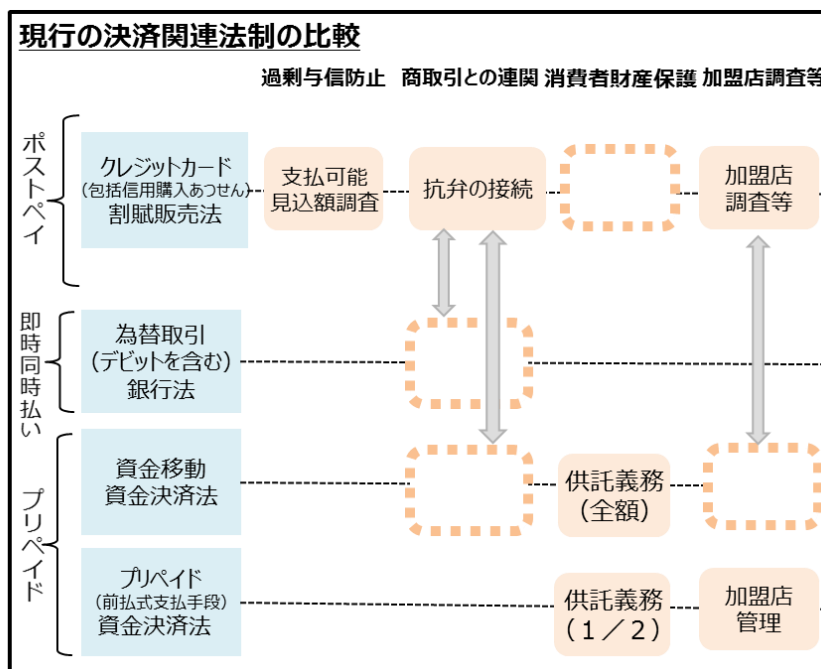 現行の決済関連法制の比較
過剰与信防止 商取引との連関 消費者財産保護 加盟店調査等
ポストペイ
クレジットカード
(包括信用購入あつせん)
割賦販売法
支払可能
見込額調査
抗弁の接続
加盟店
調査等
即時同時払い
為替取引
(デビットを含む)
銀行法
プリペイド
資金移動
資金決済法
供託義務
(全額)
プリペイド
(前払式支払手段)
資金決済法
供託義務
(1/2)
加盟店
管理